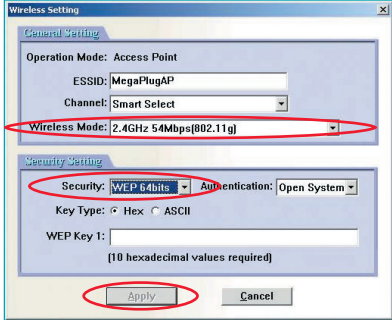 Wireless Setting
General Setting
Operation Mode: Access Point
ESSID: MegaPlugAP
Channel: Smart Select
Wireless Mode: 2.4GHz 54Mbps(802.11g)
Security Setting
Security: WEP 64bits Authentication: Open System
Key Type: Hex ASCII
WEP Key 1:
(10 hexadecimal values required)
Apply Cancel